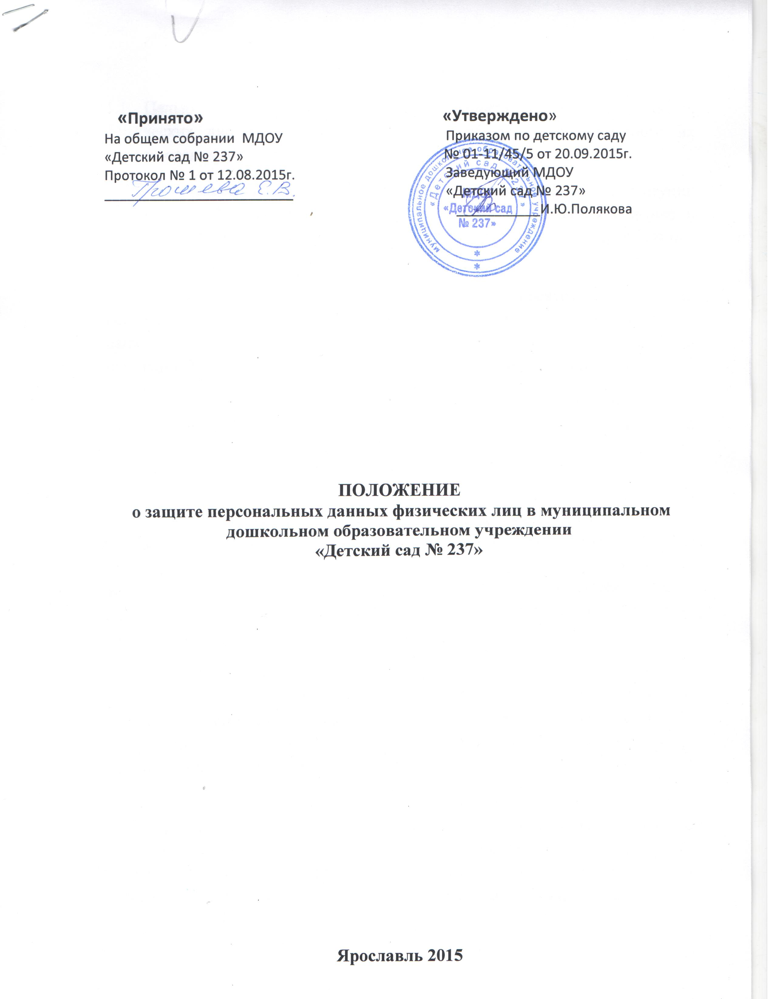 «Принято»
На общем собрании  МДОУ
«Детский сад № 237»
Протокол № 1 от 12.08.2015г.
Е.В.
«Утверждено»
Приказом по детскому саду
№ 01-11/45/5 от 20.09.2015г.
Заведующий МДОУ
«Детский сад № 237»
И.Ю.Полякова
муниципальное дошкольное образовательное учреждение
«Детский сад № 237»
МДОУ
«Детский сад
№ 237»
ПОЛОЖЕНИЕ
о защите персональных данных физических лиц в муниципальном
дошкольном образовательном учреждении
«Детский сад № 237»
Ярославль 2015